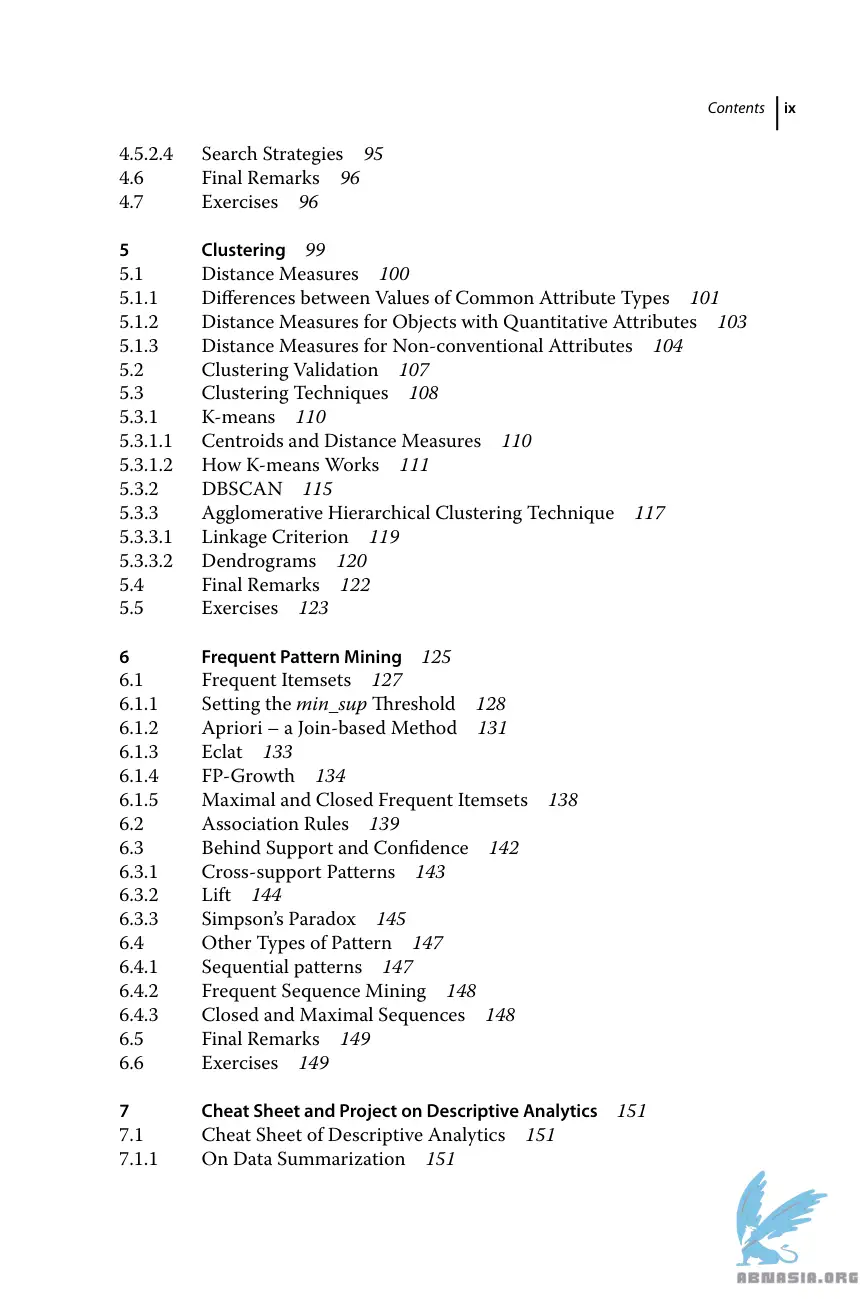 Contents | ix
4.5.2.4 Search Strategies 95
4.6 Final Remarks 96
4.7 Exercises 96
5 Clustering 99
5.1 Distance Measures 100
5.1.1 Differences between Values of Common Attribute Types 101
5.1.2 Distance Measures for Objects with Quantitative Attributes 103
5.1.3 Distance Measures for Non-conventional Attributes 104
5.2 Clustering Validation 107
5.3 Clustering Techniques 108
5.3.1 K-means 110
5.3.1.1 Centroids and Distance Measures 110
5.3.1.2 How K-means Works 111
5.3.2 DBSCAN 115
5.3.3 Agglomerative Hierarchical Clustering Technique 117
5.3.3.1 Linkage Criterion 119
5.3.3.2 Dendrograms 120
5.4 Final Remarks 122
5.5 Exercises 123
6 Frequent Pattern Mining 125
6.1 Frequent Itemsets 127
6.1.1 Setting the min_sup Threshold 128
6.1.2 Apriori – a Join-based Method 131
6.1.3 Eclat 133
6.1.4 FP-Growth 134
6.1.5 Maximal and Closed Frequent Itemsets 138
6.2 Association Rules 139
6.3 Behind Support and Confidence 142
6.3.1 Cross-support Patterns 143
6.3.2 Lift 144
6.3.3 Simpson’s Paradox 145
6.4 Other Types of Pattern 147
6.4.1 Sequential patterns 147
6.4.2 Frequent Sequence Mining 148
6.4.3 Closed and Maximal Sequences 148
6.5 Final Remarks 149
6.6 Exercises 149
7 Cheat Sheet and Project on Descriptive Analytics 151
7.1 Cheat Sheet of Descriptive Analytics 151
7.1.1 On Data Summarization 151
ABNASIA.ORG